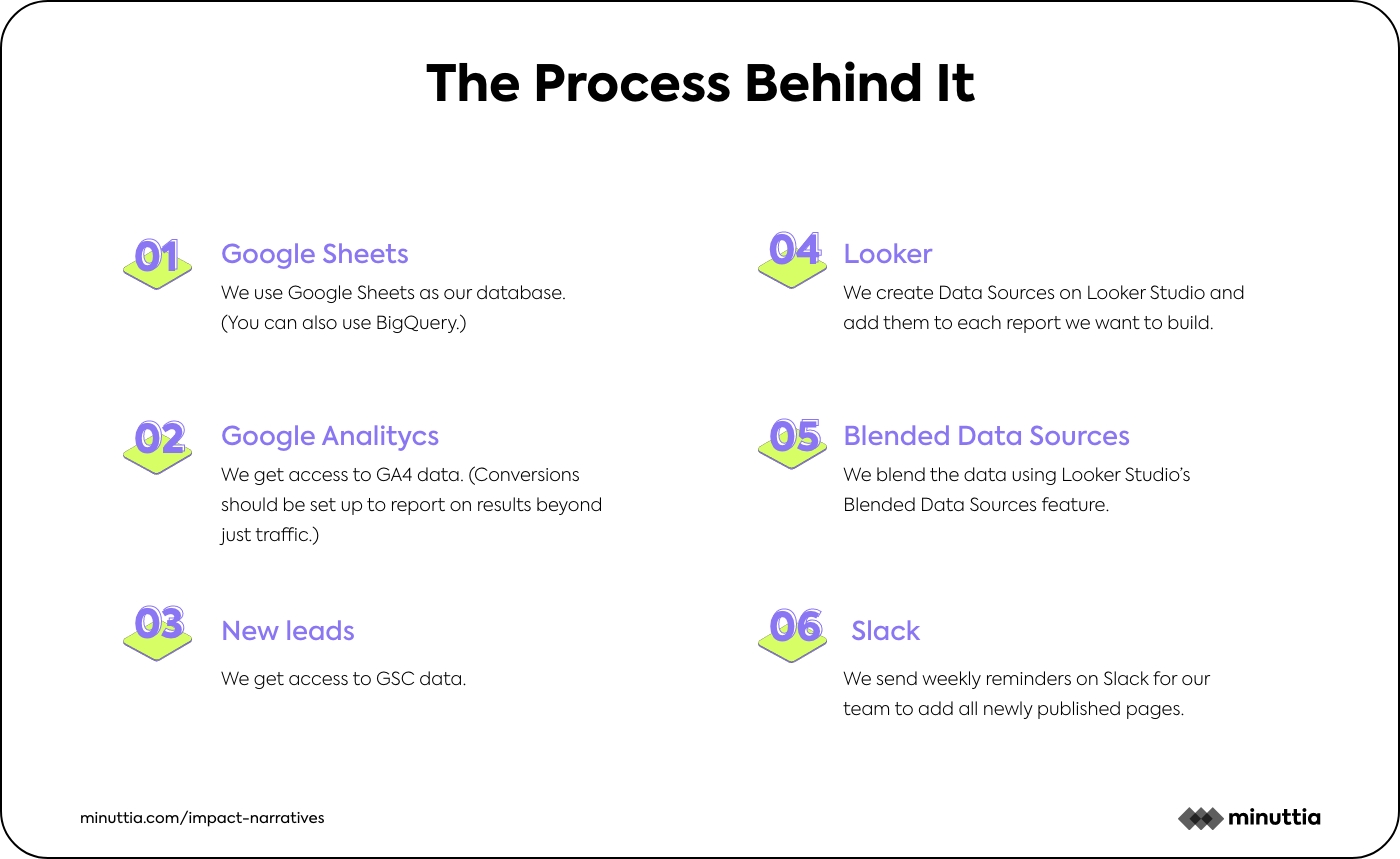 The Process Behind It
01
Google Sheets
We use Google Sheets as our database.
(You can also use BigQuery.)
02
Google Analitycs
We get access to GA4 data. (Conversions
should be set up to report on results beyond
just traffic.)
03
New leads
We get access to GSC data.
04
Looker
We create Data Sources on Looker Studio and
add them to each report we want to build.
05
Blended Data Sources
We blend the data using Looker Studio’s
Blended Data Sources feature.
06
Slack
We send weekly reminders on Slack for our
team to add all newly published pages.
minuttia.com/impact-narratives
minuttia